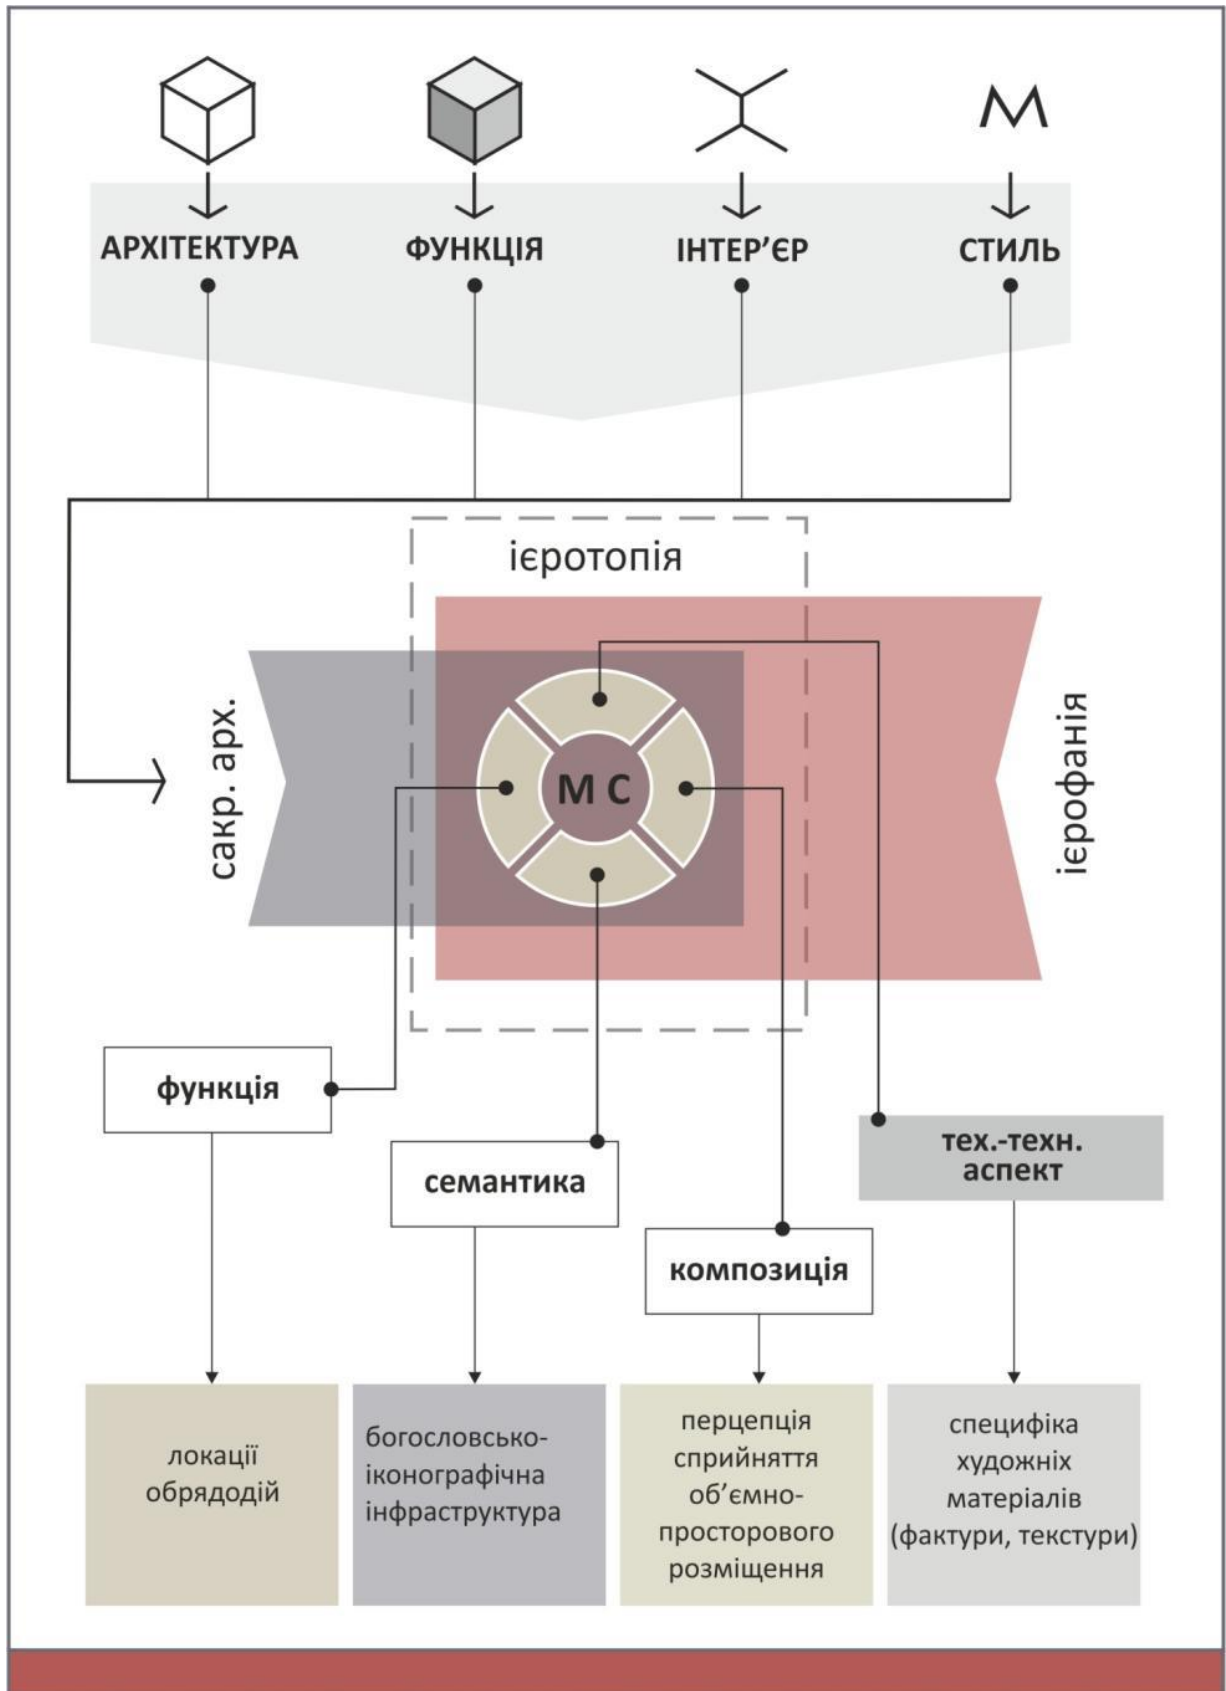 АРХІТЕКТУРА
ФУНКЦІЯ
ІНТЕР’ЄР
СТИЛЬ
ієротопія
сакр. арх.
М С
ієрофанія
функція
семантика
композиція
тех.-техн.
аспект
локації
обрядодій
богословсько-
іконографічна
інфраструктура
перцепція
сприйняття
об’ємно-
просторового
розміщення
специфіка
художніх
матеріалів
(фактури, текстури)